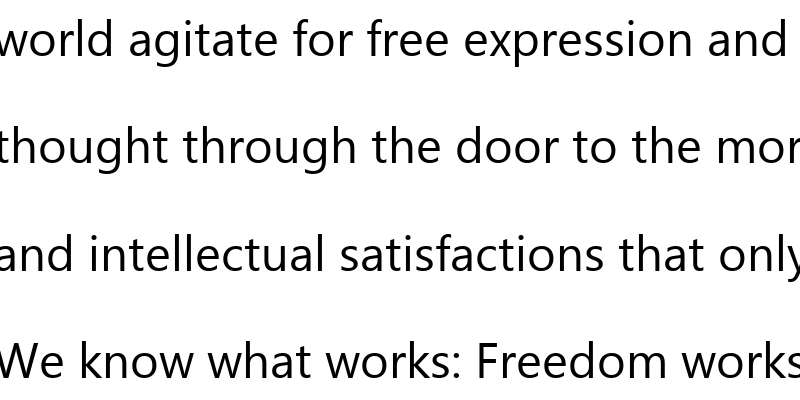 world agitate for free expression and
thought through the door to the mor
and intellectual satisfactions that only
We know what works: Freedom works